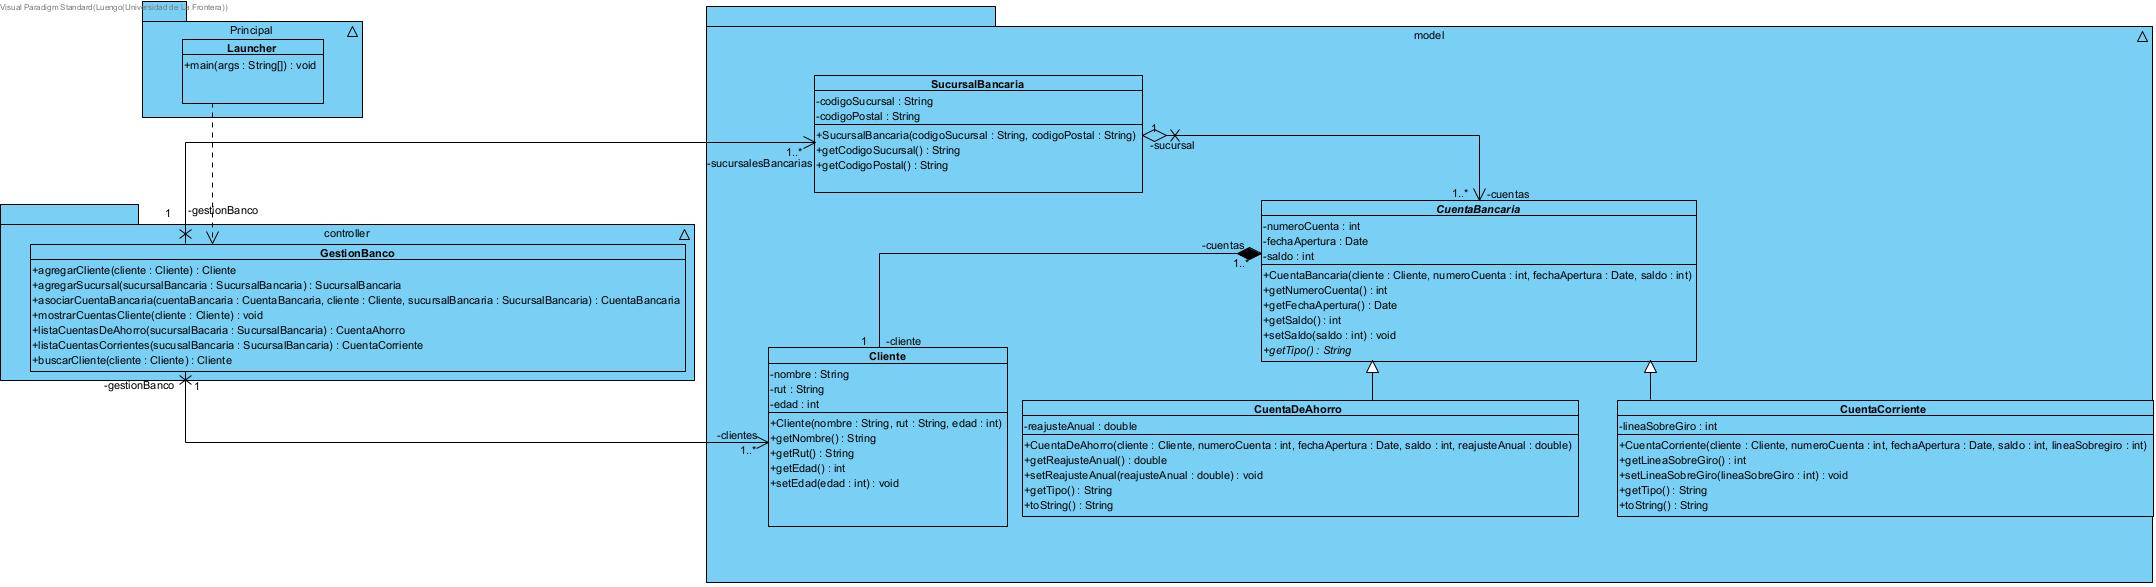 Visual Paradigm Standard(Luengo(Universidad de La Frontera))
Principal
Launcher
+main(args : String[]) : void
model
SucursalBancaria
-codigoSucursal : String
-codigoPostal : String
+SucursalBancaria(codigoSucursal : String, codigoPostal : String)
+getCodigoSucursal() : String
+getCodigoPostal() : String
1
-sucursal
1..*
-sucursalesBancarias
1..*
-cuentas
1
-gestionBanco
controller
GestionBanco
+agregarCliente(cliente : Cliente) : Cliente
+agregarSucursal(sucursalBancaria : SucursalBancaria) : SucursalBancaria
+asociarCuentaBancaria(cuentaBancaria : CuentaBancaria, cliente : Cliente, sucursalBancaria : SucursalBancaria) : CuentaBancaria
+mostrarCuentasCliente(cliente : Cliente) : void
+listaCuentasDeAhorro(sucursalBacaria : SucursalBancaria) : CuentaAhorro
+listaCuentasCorrientes(sucusalBancaria : SucursalBancaria) : CuentaCorriente
+buscarCliente(cliente : Cliente) : Cliente
-gestionBanco
1
CuentaBancaria
-numeroCuenta : int
-fechaApertura : Date
-saldo : int
+CuentaBancaria(cliente : Cliente, numeroCuenta : int, fechaApertura : Date, saldo : int)
+getNumeroCuenta() : int
+getFechaApertura() : Date
+getSaldo() : int
+setSaldo(saldo : int) : void
+getTipo() : String
-cuentas
1..*
1
-cliente
Cliente
-nombre : String
-rut : String
-edad : int
+Cliente(nombre : String, rut : String, edad : int)
+getNombre() : String
+getRut() : String
+getEdad() : int
+setEdad(edad : int) : void
-clientes
1..*
CuentaDeAhorro
-reajusteAnual : double
+CuentaDeAhorro(cliente : Cliente, numeroCuenta : int, fechaApertura : Date, saldo : int, reajusteAnual : double)
+getReajusteAnual() : double
+setReajusteAnual(reajusteAnual : double) : void
+getTipo() : String
+toString() : String
CuentaCorriente
-lineaSobreGiro : int
+CuentaCorriente(cliente : Cliente, numeroCuenta : int, fechaApertura : Date, saldo : int, lineaSobregiro : int)
+getLineaSobreGiro() : int
+setLineaSobreGiro(lineaSobreGiro : int) : void
+getTipo() : String
+toString() : String